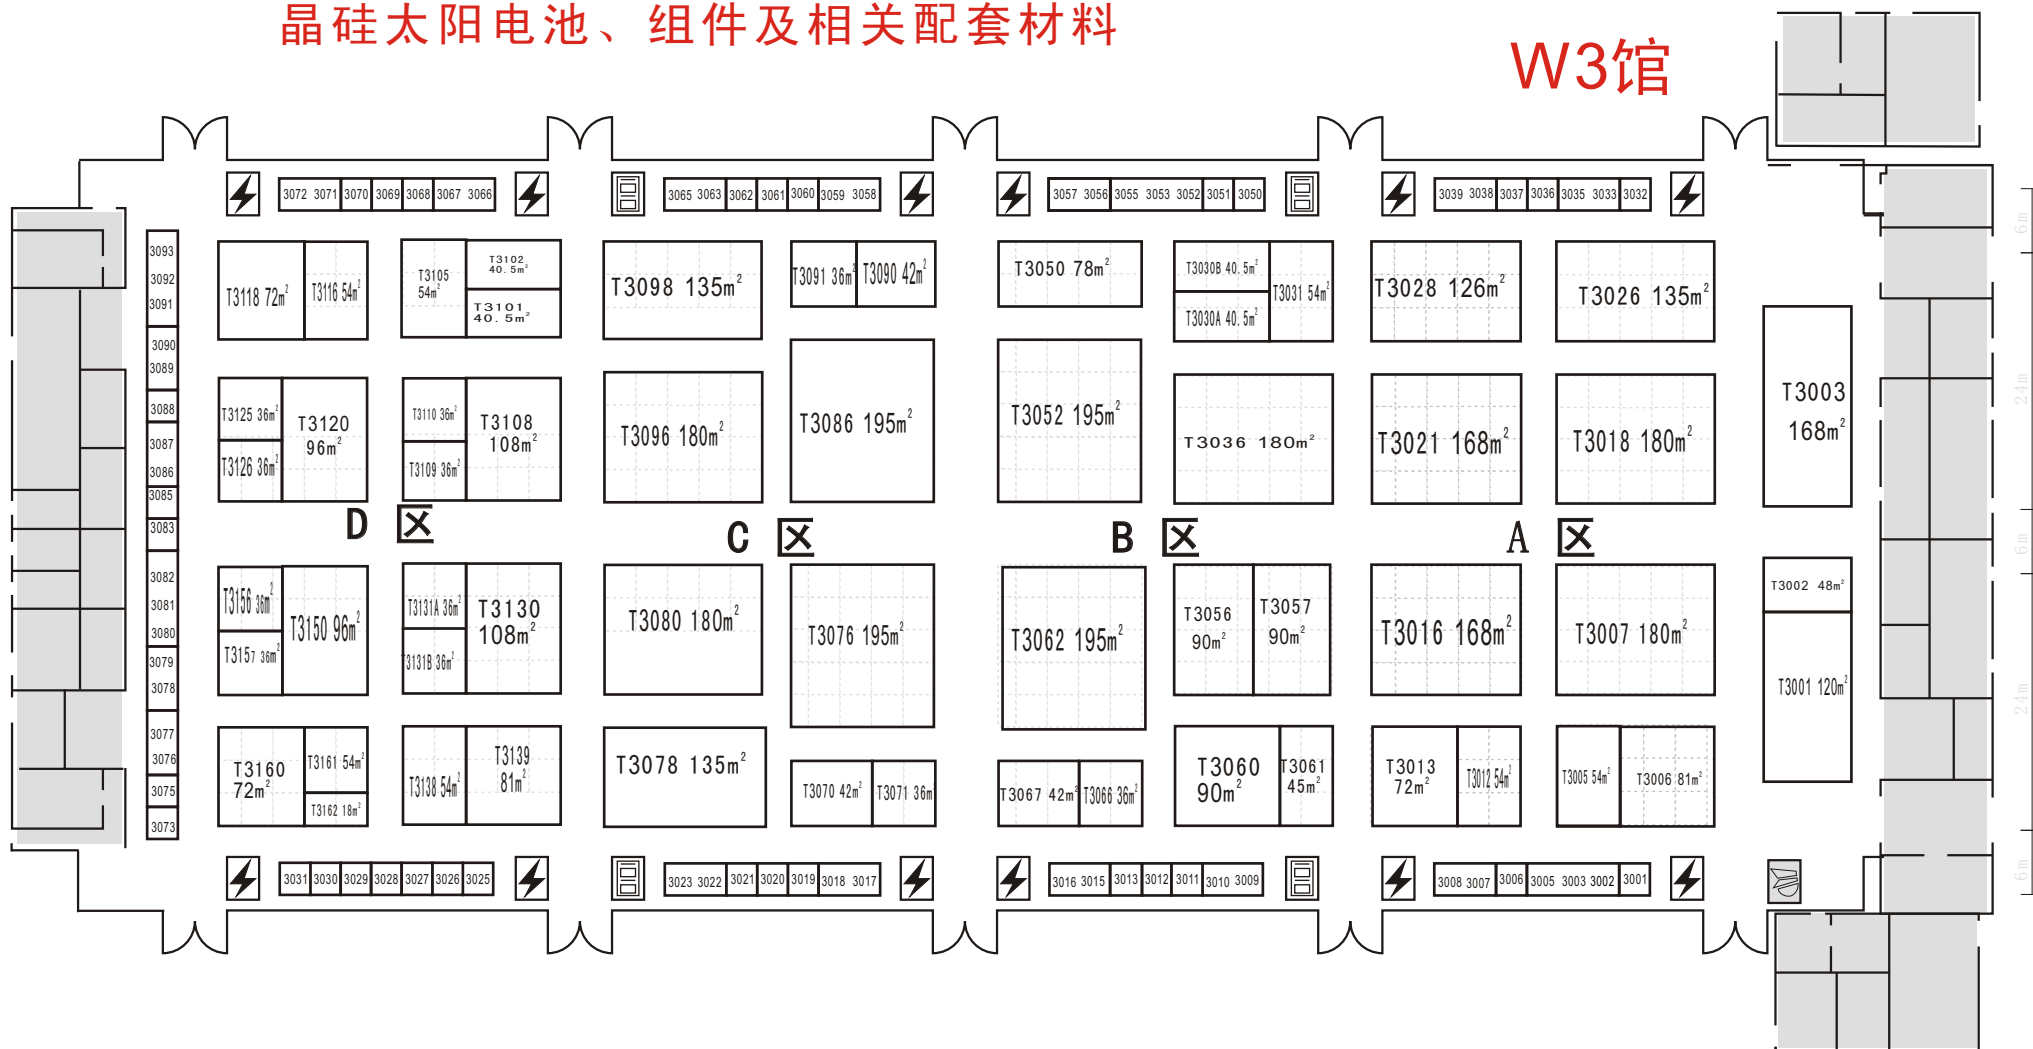 晶硅太阳电池、组件及相关配套材料
W3馆
3072 3071 3070 3069 3068 3067 3066
3065 3063 3062 3061 3060 3059 3058
3057 3056 3055 3053 3052 3051 3050
3039 3038 3037 3036 3035 3033 3032
3093
3092
3091
3090
3089
3088
3087
3086
3085
3083
3082
3081
3080
3079
3078
3077
3076
3075
3073
T3118 72m²
T3116 54m²
T3105
54m²
T3102
40.5m²
T3101
40.5m²
T3098 135m²
T3091 36m²
T3090 42m²
T3050 78m²
T3030B 40.5m²
T3030A 40.5m²
T3031 54m²
T3028 126m²
T3026 135m²
T3003
168m²
T3125 36m²
T3126 36m²
T3120
96m²
T3110 36m²
T3109 36m²
T3108
108m²
T3096 180m²
T3086 195m²
T3052 195m²
T3036 180m²
T3021 168m²
T3018 180m²
D 区
C 区
B 区
A 区
T3156 36m²
T3157 36m²
T3150 96m²
T3131A 36m²
T3131B 36m²
T3130
108m²
T3080 180m²
T3076 195m²
T3062 195m²
T3056
90m²
T3057
90m²
T3016 168m²
T3007 180m²
T3002 48m²
T3001 120m²
T3160
72m²
T3161 54m²
T3162 18m²
T3138 54m²
T3139
81m²
T3078 135m²
T3070 42m²
T3071 36m²
T3067 42m²
T3066 36m²
T3060
90m²
T3061
45m²
T3013
72m²
T3012 54m²
T3005 54m²
T3006 81m²
3031 3030 3029 3028 3027 3026 3025
3023 3022 3021 3020 3019 3018 3017
3016 3015 3013 3012 3011 3010 3009
3008 3007 3006 3005 3003 3002 3001
6m
24m
6m
24m
6m